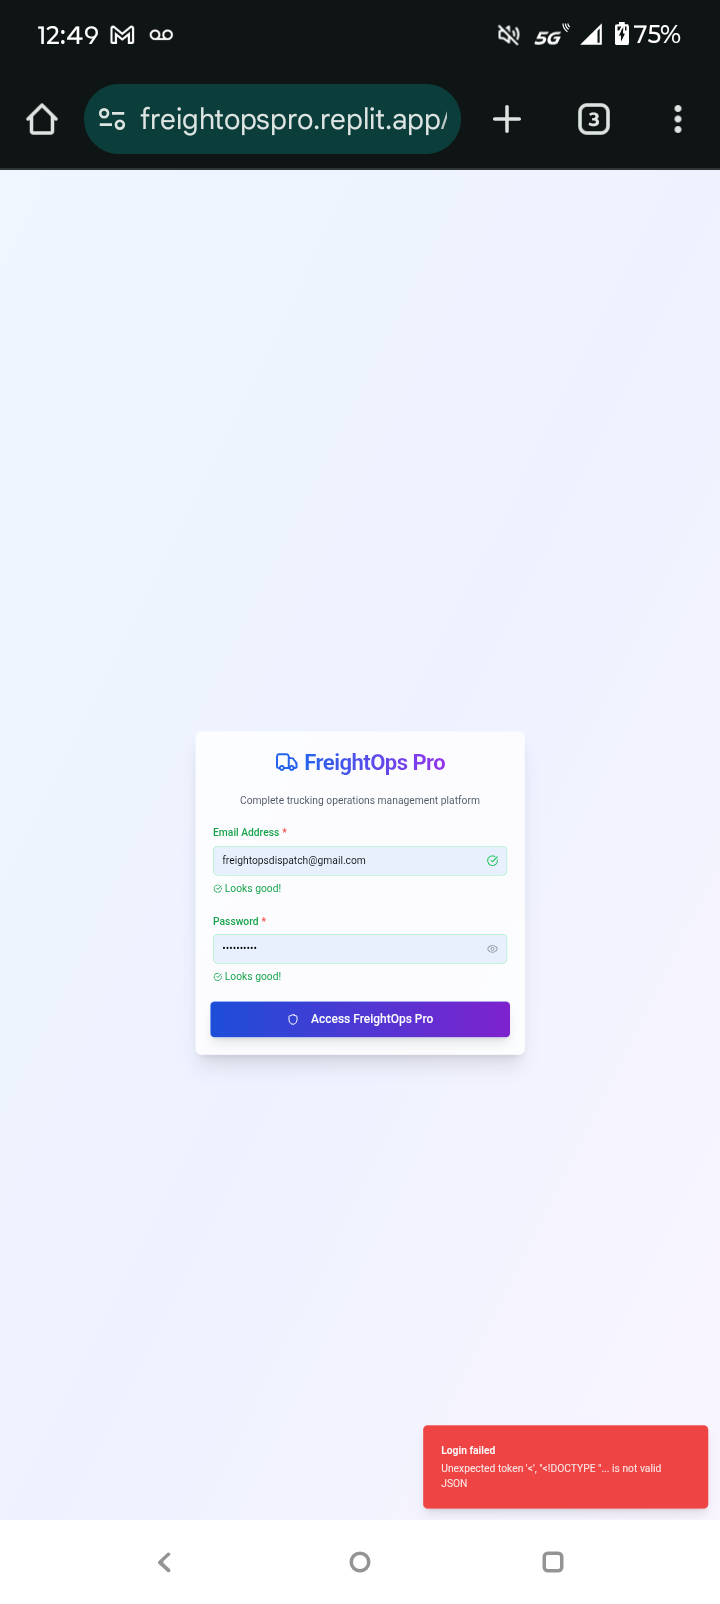 12:49
5G 75%
freightopspro.replit.app/
3
FreightOps Pro
Complete trucking operations management platform
Email Address *
freightopsdispatch@gmail.com
Looks good!
Password *
••••••••••
Looks good!
Access FreightOps Pro
Login failed
Unexpected token '<', "<!DOCTYPE "... is not valid
JSON